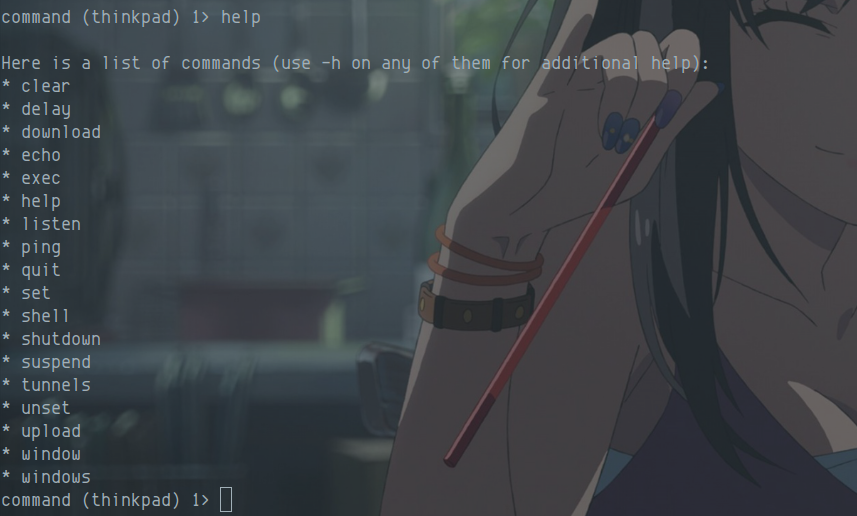 command (thinkpad) 1> help
Here is a list of commands (use -h on any of them for additional help):
* clear
* delay
* download
* echo
* exec
* help
* listen
* ping
* quit
* set
* shell
* shutdown
* suspend
* tunnels
* unset
* upload
* window
* windows
command (thinkpad) 1>